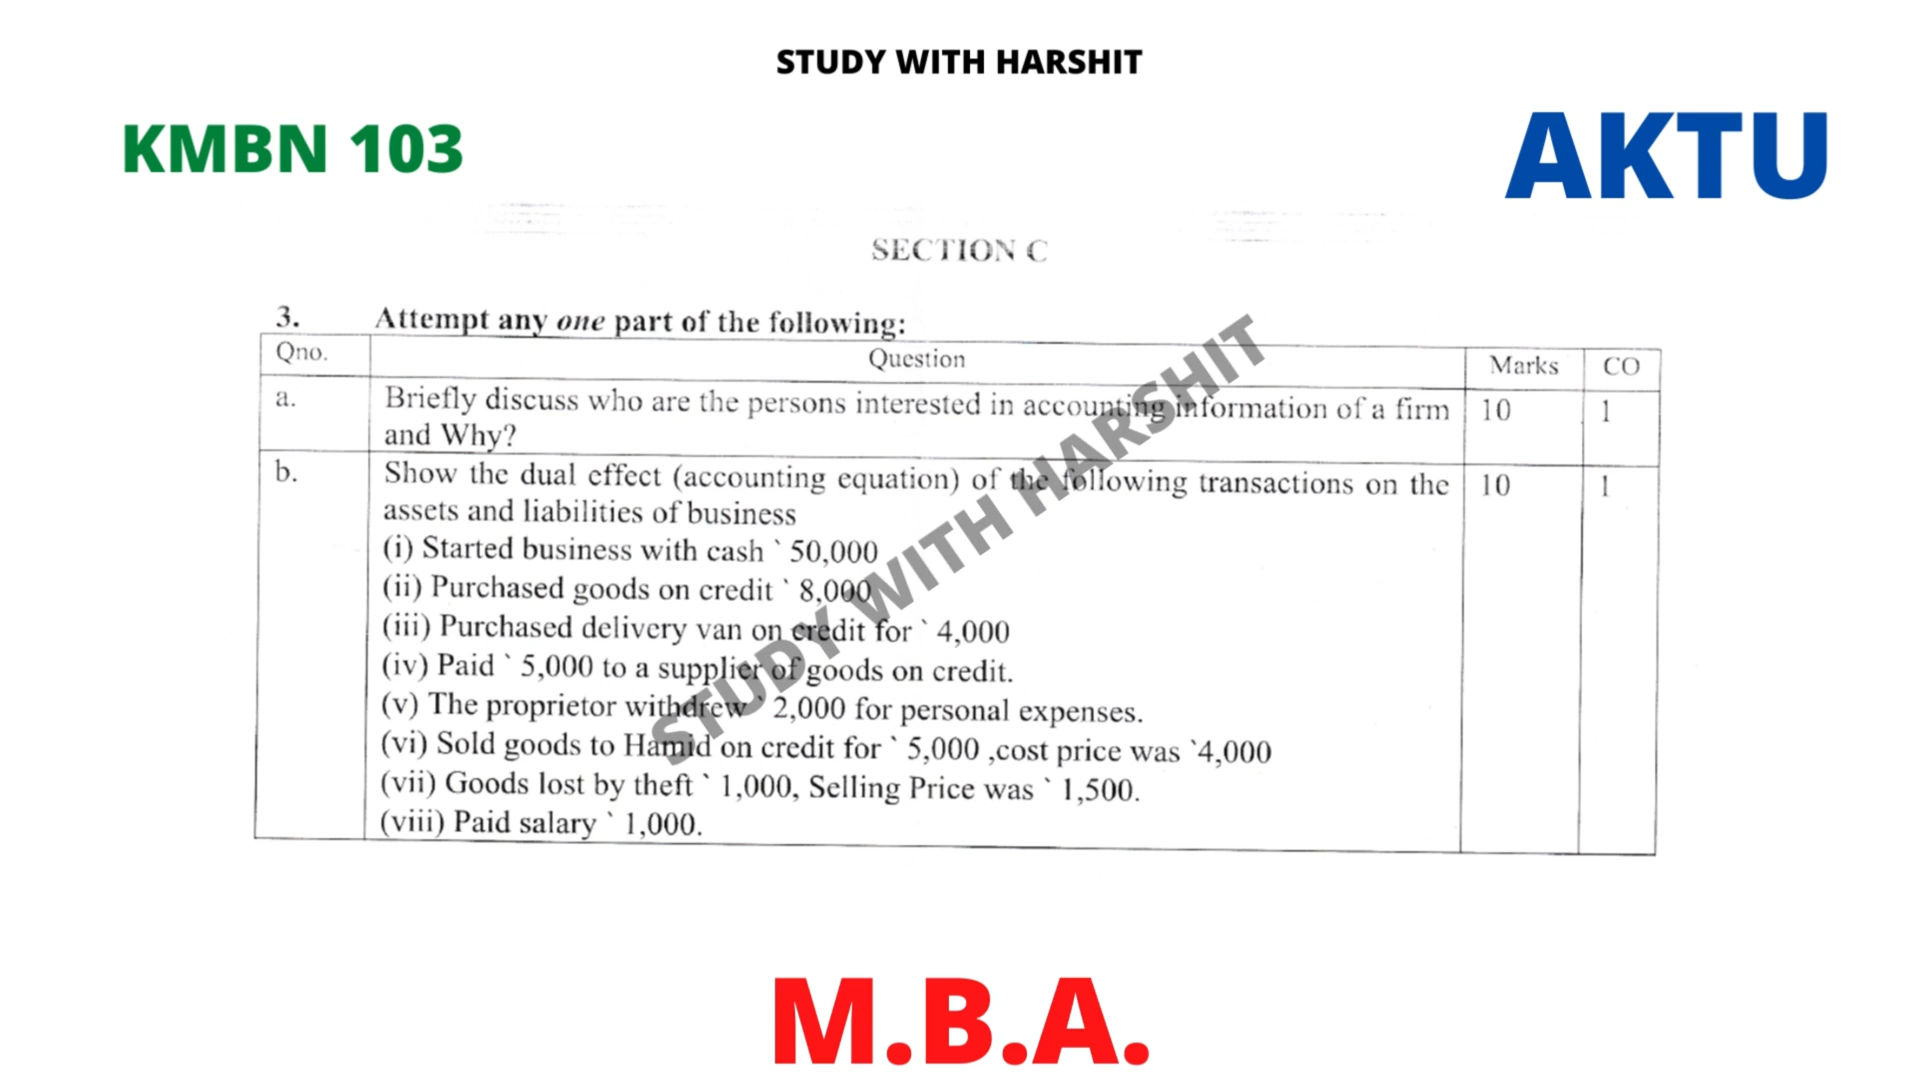 STUDY WITH HARSHIT
KMBN 103
AKTU
SECTION C
3. Attempt any one part of the following:
Qno. Question Marks CO
a. Briefly discuss who are the persons interested in accounting information of a firm 10 1
and Why?
b. Show the dual effect (accounting equation) of the following transactions on the 10 1
assets and liabilities of business
(i) Started business with cash ` 50,000
(ii) Purchased goods on credit ` 8,000
(iii) Purchased delivery van on credit for ` 4,000
(iv) Paid ` 5,000 to a supplier of goods on credit.
(v) The proprietor withdrew ` 2,000 for personal expenses.
(vi) Sold goods to Hamid on credit for ` 5,000 ,cost price was `4,000
(vii) Goods lost by theft ` 1,000, Selling Price was ` 1,500.
(viii) Paid salary ` 1,000.
STUDY WITH HARSHIT
M.B.A.